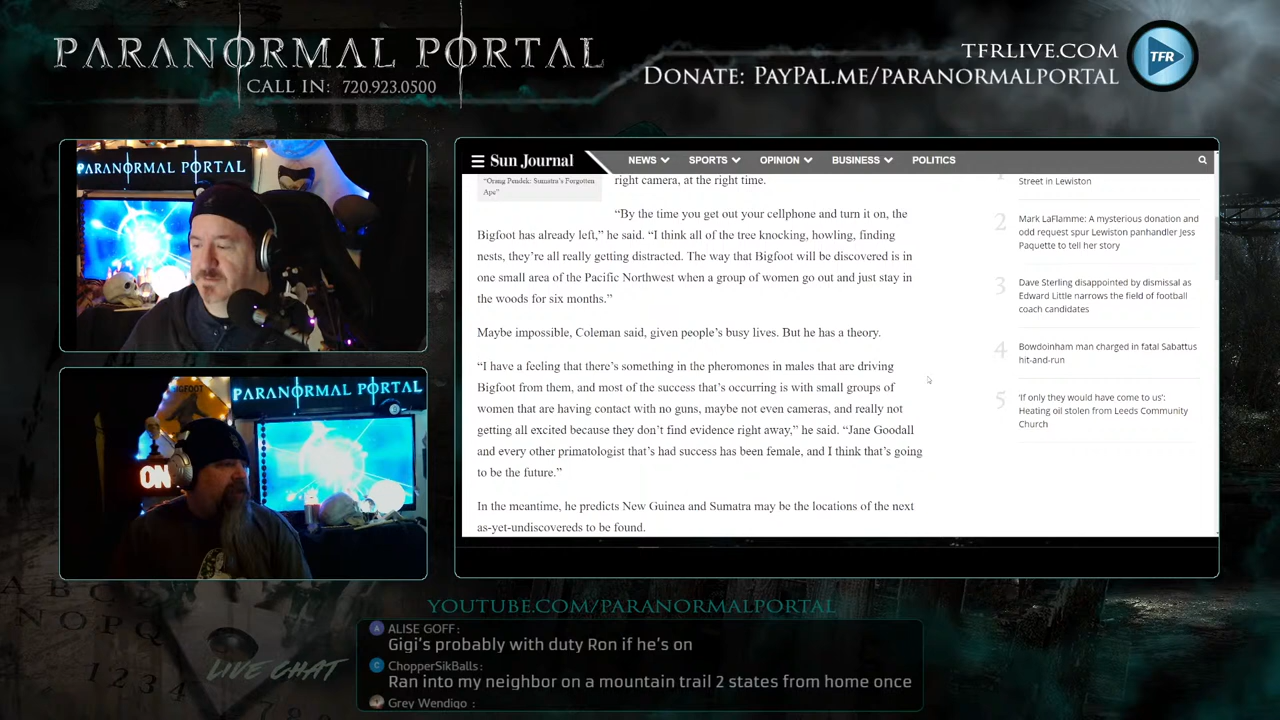 PARANORMAL PORTAL
CALL IN: 720.923.0500
TFRLIVE.COM
DONATE: PAYPAL.ME/PARANORMALPORTAL
TFR
PARANORMAL PORTAL
BIGFOOT
PARANORMAL PORTAL
ON
Sun Journal
NEWS
SPORTS
OPINION
BUSINESS
POLITICS
"Orang Pendek: Sumatra's Forgotten
Ape"
right camera, at the right time.
“By the time you get out your cellphone and turn it on, the
Bigfoot has already left,” he said. “I think all of the tree knocking, howling, finding
nests, they’re all really getting distracted. The way that Bigfoot will be discovered is in
one small area of the Pacific Northwest when a group of women go out and just stay in
the woods for six months.”
Maybe impossible, Coleman said, given people’s busy lives. But he has a theory.
“I have a feeling that there’s something in the pheromones in males that are driving
Bigfoot from them, and most of the success that’s occurring is with small groups of
women that are having contact with no guns, maybe not even cameras, and really not
getting all excited because they don’t find evidence right away,” he said. “Jane Goodall
and every other primatologist that’s had success has been female, and I think that’s going
to be the future.”
In the meantime, he predicts New Guinea and Sumatra may be the locations of the next
as-yet-undiscovereds to be found.
Street in Lewiston
2
Mark LaFlamme: A mysterious donation and
odd request spur Lewiston panhandler Jess
Paquette to tell her story
3
Dave Sterling disappointed by dismissal as
Edward Little narrows the field of football
coach candidates
4
Bowdoinham man charged in fatal Sabattus
hit-and-run
5
‘If only they would have come to us’:
Heating oil stolen from Leeds Community
Church
YOUTUBE.COM/PARANORMALPORTAL
A B C D
N O P Q
1 2 3 4
LIVE CHAT
A ALISE GOFF:
Gigi's probably with duty Ron if he's on
C ChopperSikBalls:
Ran into my neighbor on a mountain trail 2 states from home once
Grey Wendigo :